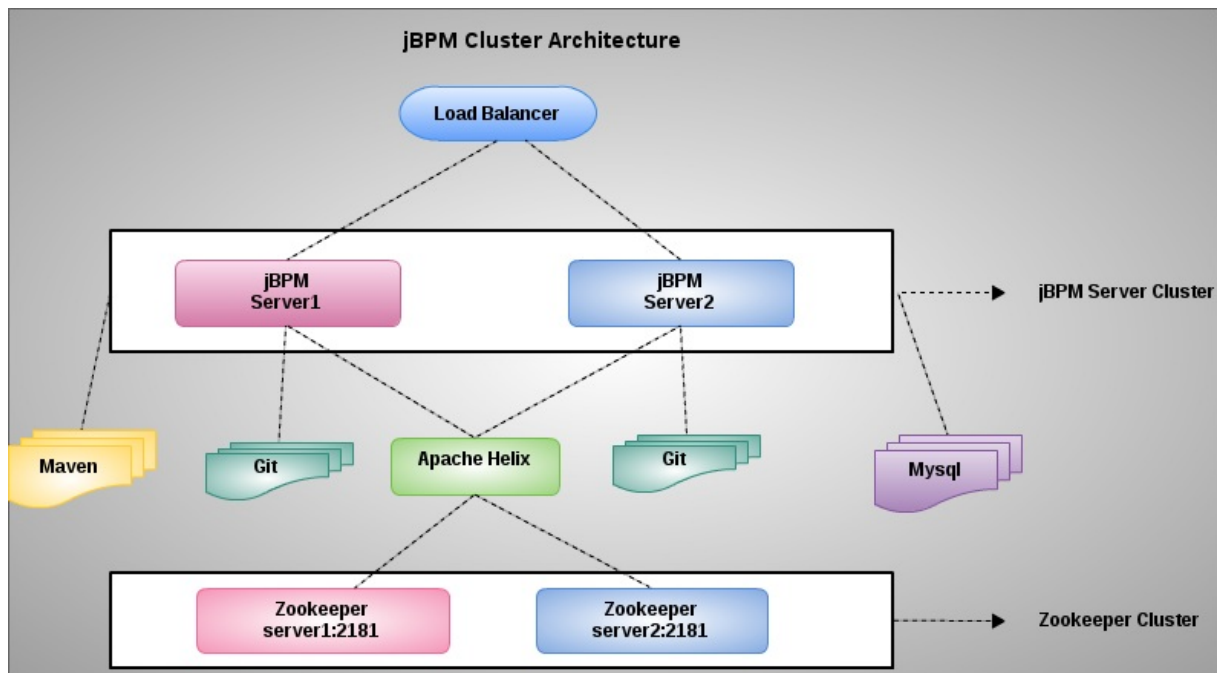 jBPM Cluster Architecture
Load Balancer
jBPM
Server1
jBPM
Server2
jBPM Server Cluster
Maven
Git
Apache Helix
Git
Mysql
Zookeeper
server1:2181
Zookeeper
server2:2181
Zookeeper Cluster